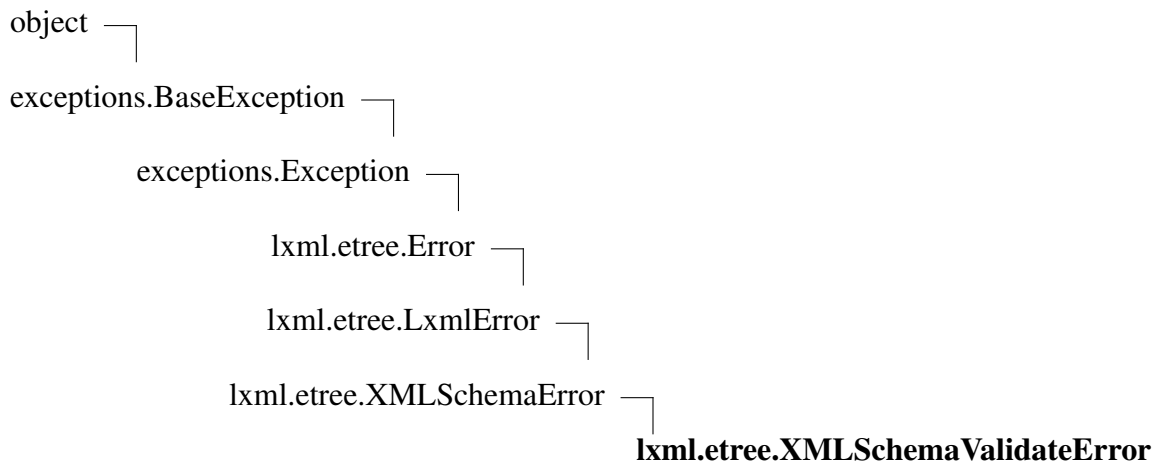 object
exceptions.BaseException
exceptions.Exception
lxml.etree.Error
lxml.etree.LxmlError
lxml.etree.XMLSchemaError
lxml.etree.XMLSchemaValidateError